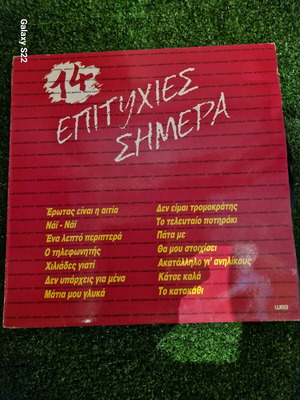 Galaxy S22
14
ΕΠΙΤΥΧΙΕΣ
ΣΗΜΕΡΑ
Έρωτας είναι η αιτία
Νάϊ - Νάϊ
Ένα λεπτό περιπτερά
Ο τηλεφωνητής
Χιλιάδες γιατί
Δεν υπάρχεις για μένα
Μάτια μου γλυκά
Δεν είμαι τρομοκράτης
Το τελευταίο ποτηράκι
Πάτα με
Θα μου στοιχίσει
Ακατάλληλο γι' ανηλίκους
Κάτσε καλά
Το κατακάθι
wea